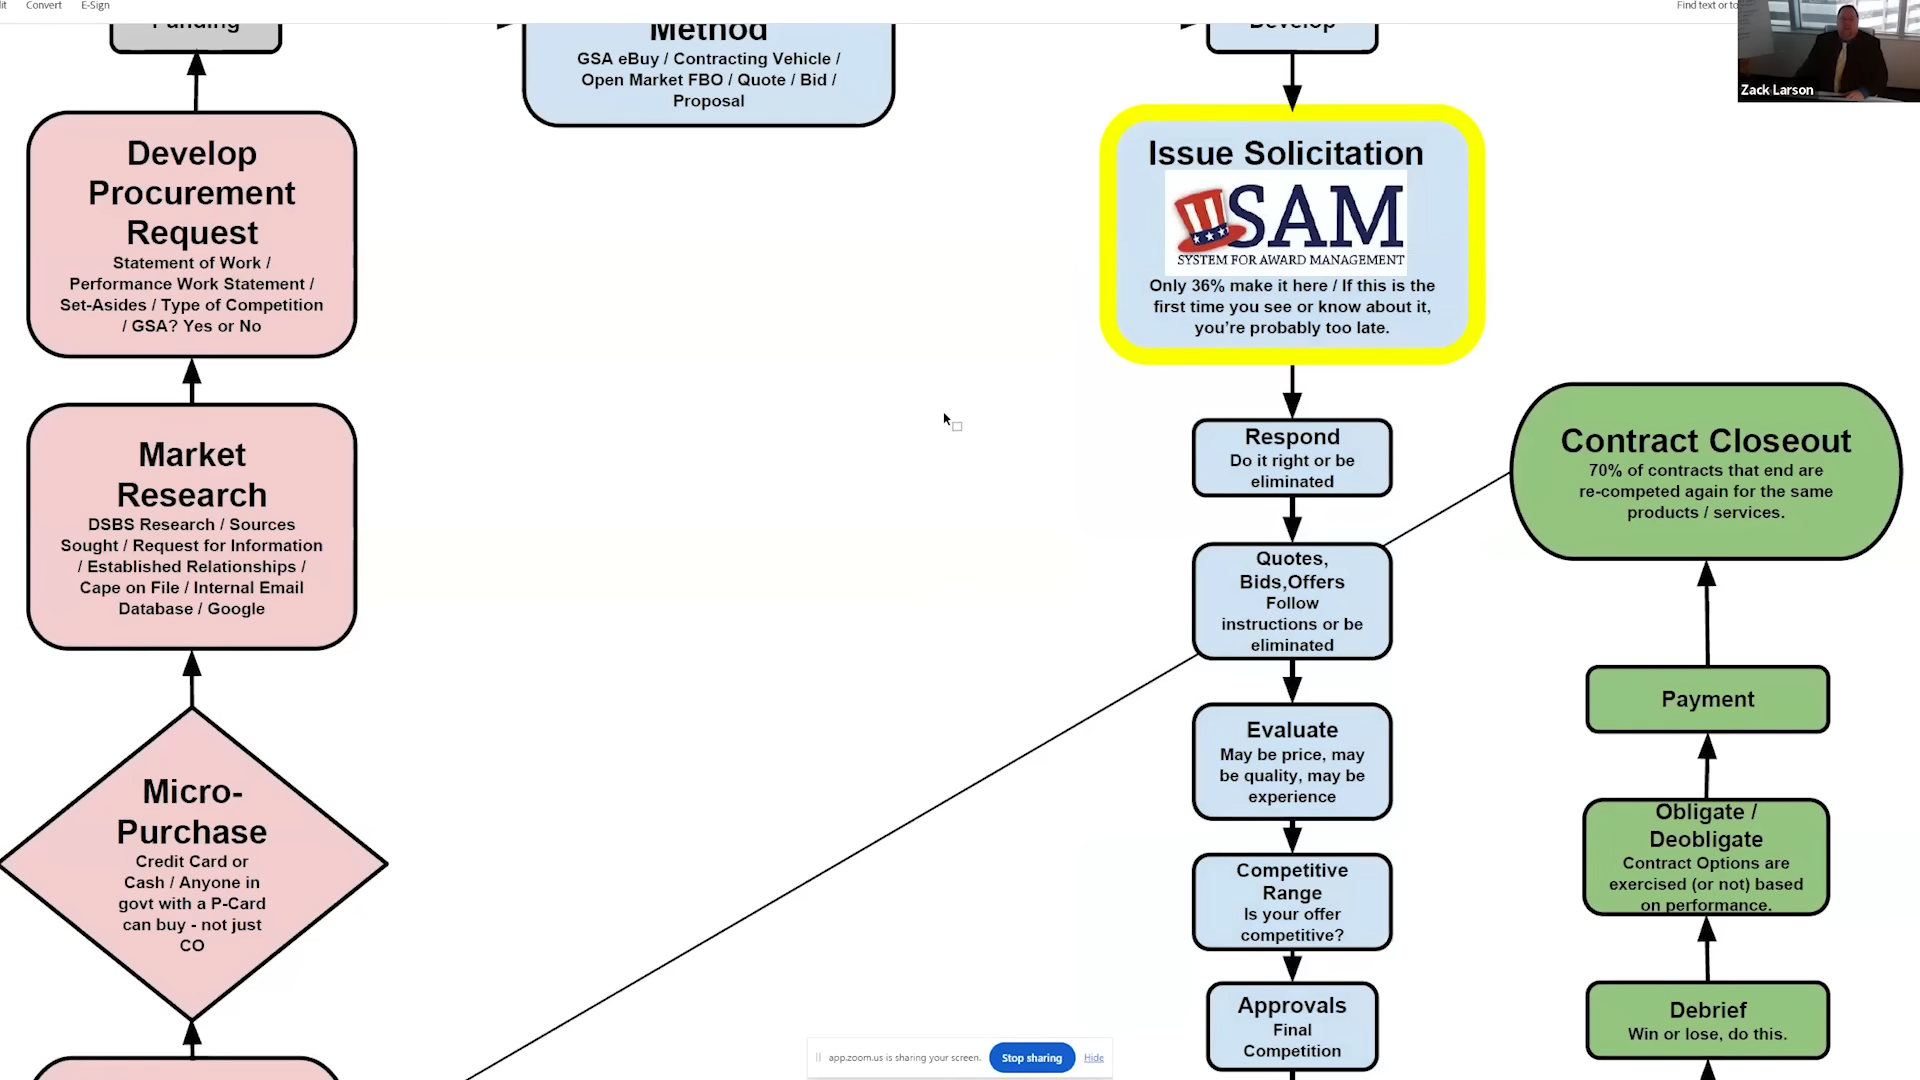 Convert
E-Sign
Find text or to
Zack Larson
Funding
Develop
Procurement
Request
Statement of Work /
Performance Work Statement /
Set-Asides / Type of Competition
/ GSA? Yes or No
Market
Research
DSBS Research / Sources
Sought / Request for Information
/ Established Relationships /
Cape on File / Internal Email
Database / Google
Micro-
Purchase
Credit Card or
Cash / Anyone in
govt with a P-Card
can buy - not just
CO
Method
GSA eBuy / Contracting Vehicle /
Open Market FBO / Quote / Bid /
Proposal
Develop
Issue Solicitation
SAM
SYSTEM FOR AWARD MANAGEMENT
Only 36% make it here / If this is the
first time you see or know about it,
you're probably too late.
Respond
Do it right or be
eliminated
Quotes,
Bids,Offers
Follow
instructions or be
eliminated
Evaluate
May be price, may
be quality, may be
experience
Competitive
Range
Is your offer
competitive?
Approvals
Final
Competition
Contract Closeout
70% of contracts that end are
re-competed again for the same
products / services.
Payment
Obligate /
Deobligate
Contract Options are
exercised (or not) based
on performance.
Debrief
Win or lose, do this.
app.zoom.us is sharing your screen.
Stop sharing
Hide